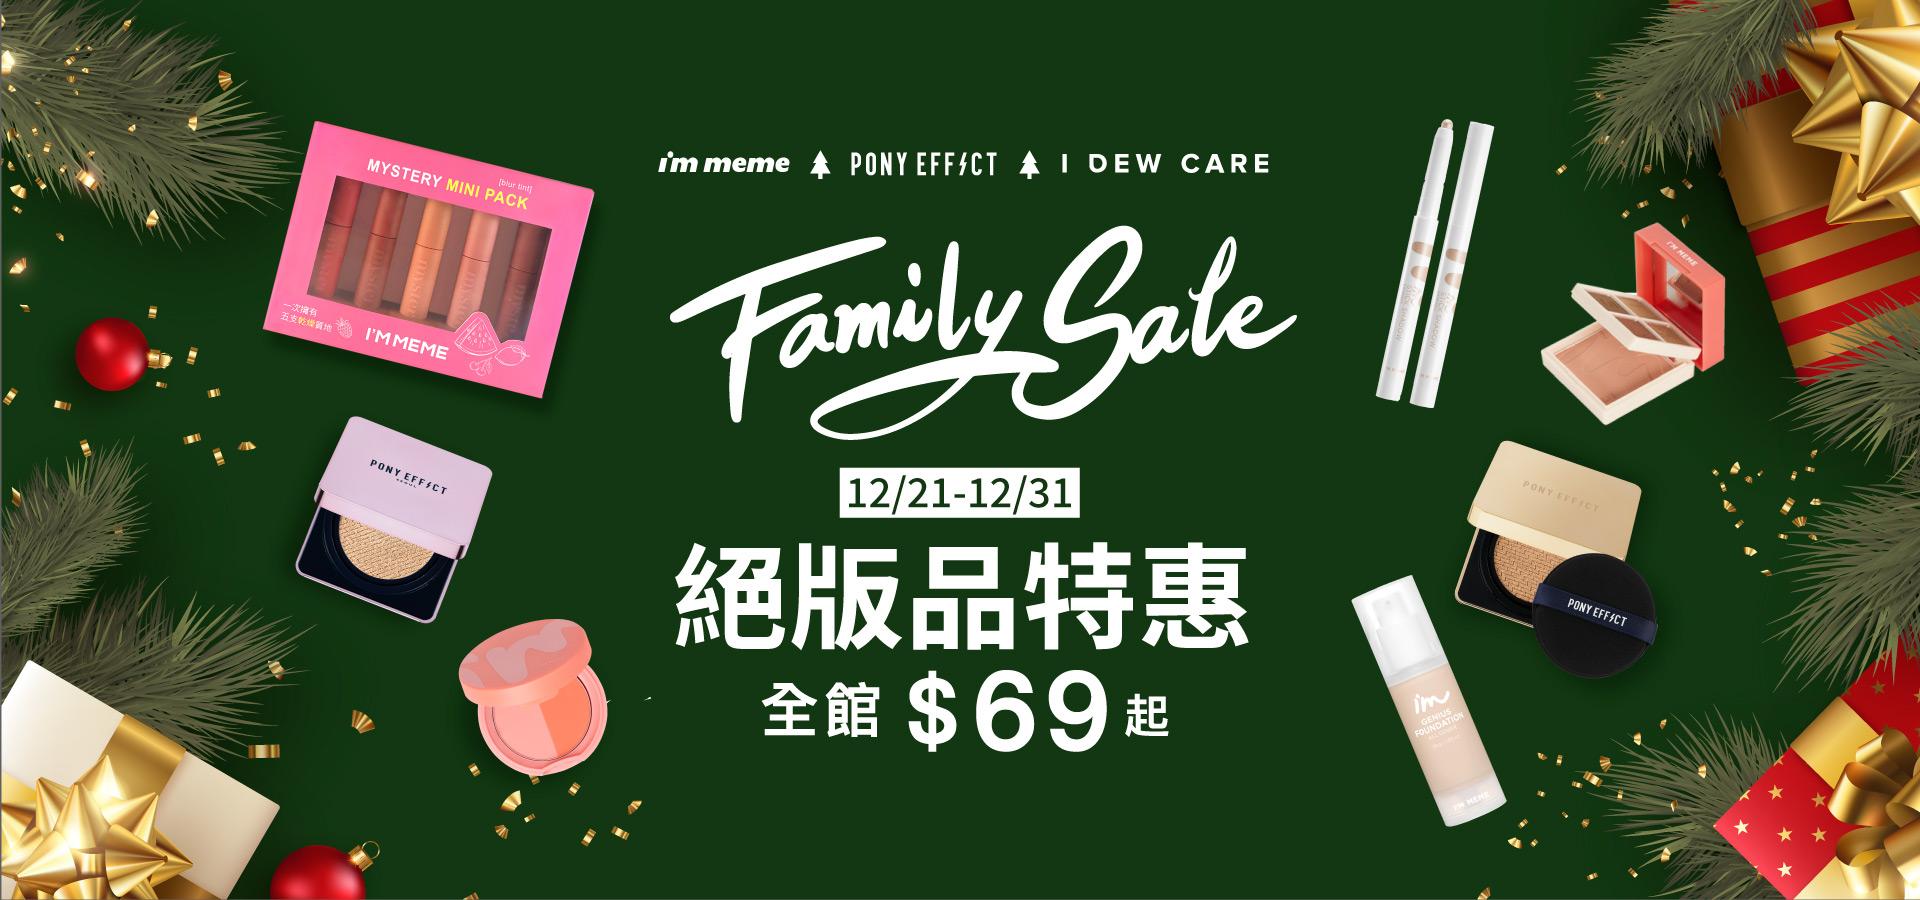 i'm meme PONY EFFECT I DEW CARE
Family Sale
12/21-12/31
絕版品特惠
全館 $69 起
MYSTERY MINI PACK
[blur tint]
一次擁有
五支乾燥質地
I'M MEME
PONY EFFECT
SEOUL
I'M MEME
PONY EFFECT
PONY EFFECT
i'm
GENIUS
FOUNDATION
I'M MEME